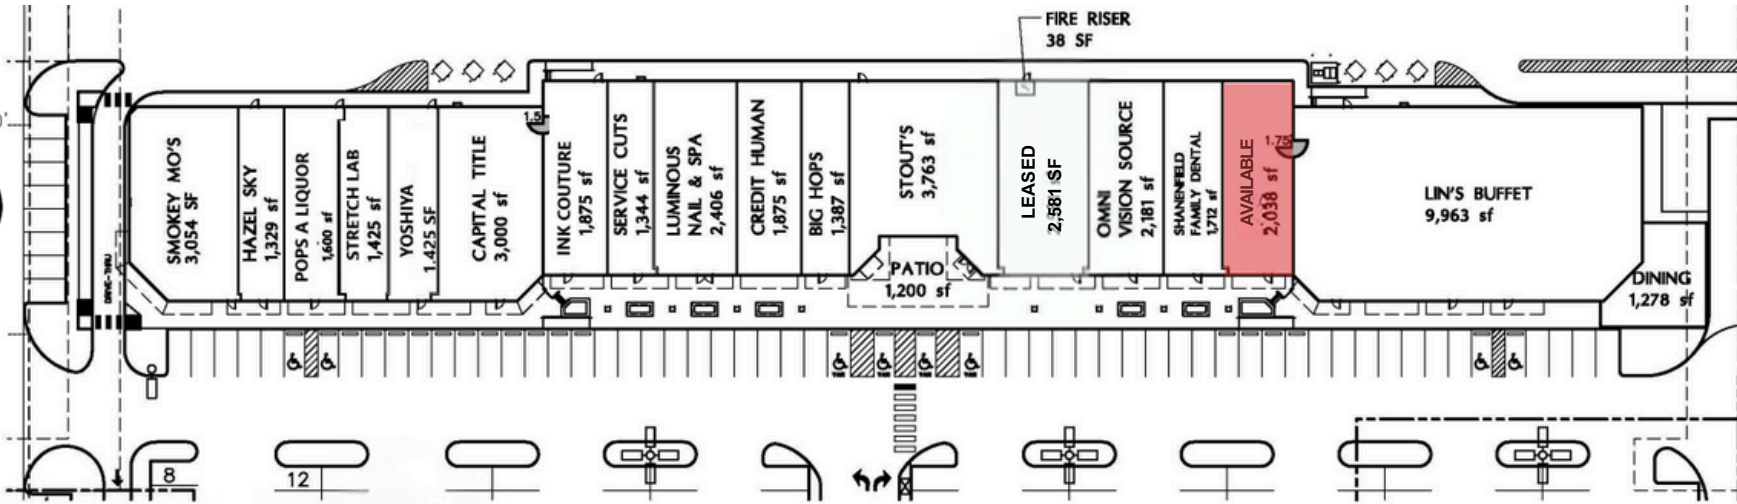 FIRE RISER
38 SF
SMOKEY MO'S
3,054 SF
HAZEL SKY
1,329 sf
POPS A LIQUOR
1,600 sf
STRETCH LAB
1,425 sf
YOSHIYA
1.425 SF
CAPITAL TITLE
3,000 sf
1.5
INK COUTURE
1,875 sf
SERVICE CUTS
1,344 sf
LUMINOUS
NAIL & SPA
2,406 sf
CREDIT HUMAN
1,875 sf
BIG HOPS
1,387 sf
STOUT'S
3,763 sf
PATIO
1,200 sf
LEASED
2,581 SF
OMNI
VISION SOURCE
2,181 sf
SHANENFIELD
FAMILY DENTAL
1,712 sf
AVAILABLE
2,038 sf
1.75
LIN'S BUFFET
9,963 sf
DINING
1,278 sf
DRIVE-THRU
8
12